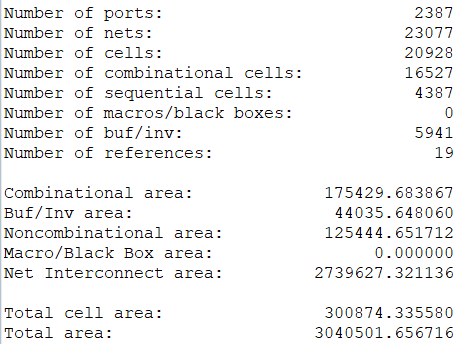 Number of ports: 2387
Number of nets: 23077
Number of cells: 20928
Number of combinational cells: 16527
Number of sequential cells: 4387
Number of macros/black boxes: 0
Number of buf/inv: 5941
Number of references: 19
Combinational area: 175429.683867
Buf/Inv area: 44035.648060
Noncombinational area: 125444.651712
Macro/Black Box area: 0.000000
Net Interconnect area: 2739627.321136
Total cell area: 300874.335580
Total area: 3040501.656716